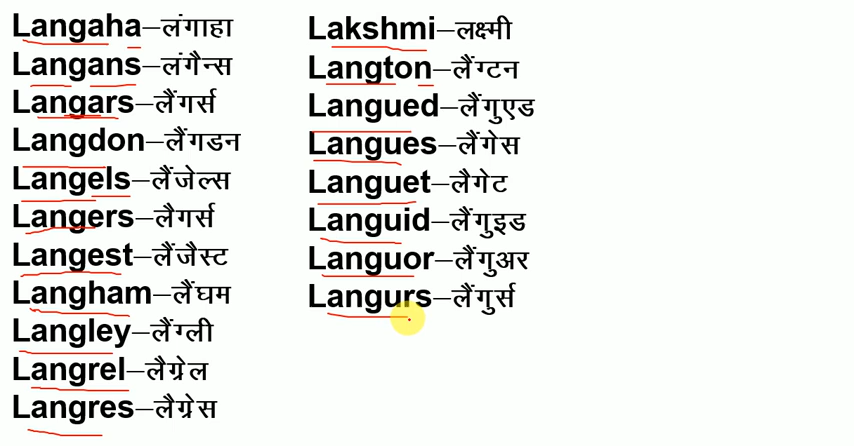 Langaha–लंगाहा
Langans–लंगैन्स
Langars–लैंगर्स
Langdon–लैंगडन
Langels–लैंजेल्स
Langers–लैगर्स
Langest–लैंजैस्ट
Langham–लैंघम
Langley–लैंग्ली
Langrel–लैग्रेल
Langres–लैग्रेस
Lakshmi–लक्ष्मी
Langton–लैंग्टन
Langued–लैंगुएड
Langues–लैंगेस
Languet–लैगेट
Languid–लैंगुइड
Languor–लैंगुअर
Langurs–लैंगुर्स